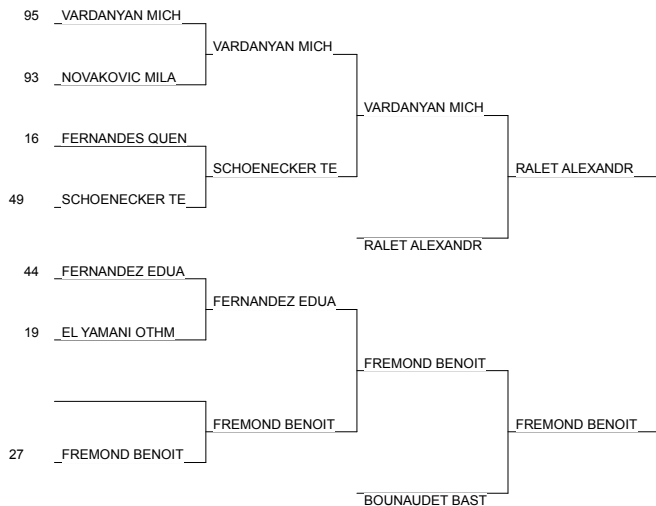 95 VARDANYAN MICH
VARDANYAN MICH
93 NOVAKOVIC MILA
VARDANYAN MICH
16 FERNANDES QUEN
SCHOENECKER TE
RALET ALEXANDR
49 SCHOENECKER TE
RALET ALEXANDR
44 FERNANDEZ EDUA
FERNANDEZ EDUA
19 EL YAMANI OTHM
FREMOND BENOIT
FREMOND BENOIT
FREMOND BENOIT
27 FREMOND BENOIT
BOUNAUDET BAST